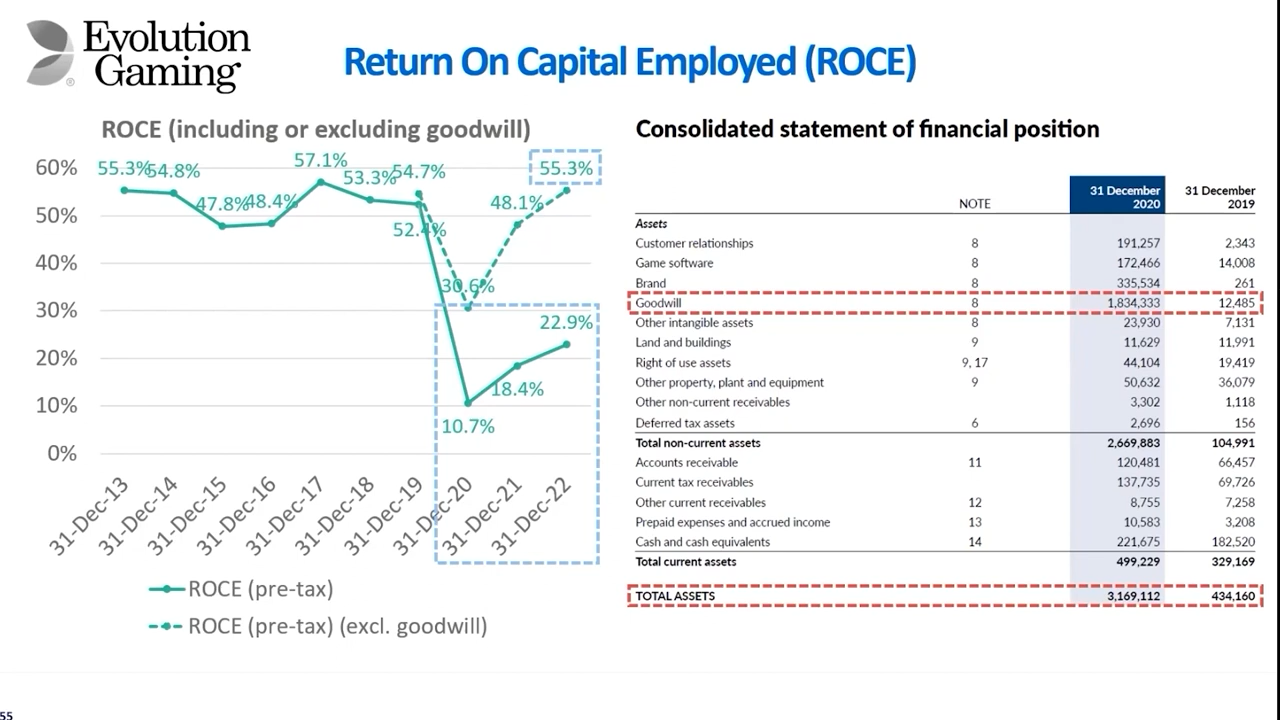 Evolution
Gaming
®
Return On Capital Employed (ROCE)
ROCE (including or excluding goodwill)
60%
50%
40%
30%
20%
10%
0%
55.3%
54.8%
47.8%
48.4%
57.1%
53.3%
54.7%
52.4%
30.6%
48.1%
55.3%
10.7%
18.4%
22.9%
31-Dec-13
31-Dec-14
31-Dec-15
31-Dec-16
31-Dec-17
31-Dec-18
31-Dec-19
31-Dec-20
31-Dec-21
31-Dec-22
ROCE (pre-tax)
ROCE (pre-tax) (excl. goodwill)
Consolidated statement of financial position
NOTE 31 December 2020 31 December 2019
Assets
Customer relationships 8 191,257 2,343
Game software 8 172,466 14,008
Brand 8 335,534 261
Goodwill 8 1,834,333 12,485
Other intangible assets 8 23,930 7,131
Land and buildings 9 11,629 11,991
Right of use assets 9, 17 44,104 19,419
Other property, plant and equipment 9 50,632 36,079
Other non-current receivables 3,302 1,118
Deferred tax assets 6 2,696 156
Total non-current assets 2,669,883 104,991
Accounts receivable 11 120,481 66,457
Current tax receivables 137,735 69,726
Other current receivables 12 8,755 7,258
Prepaid expenses and accrued income 13 10,583 3,208
Cash and cash equivalents 14 221,675 182,520
Total current assets 499,229 329,169
TOTAL ASSETS 3,169,112 434,160
55